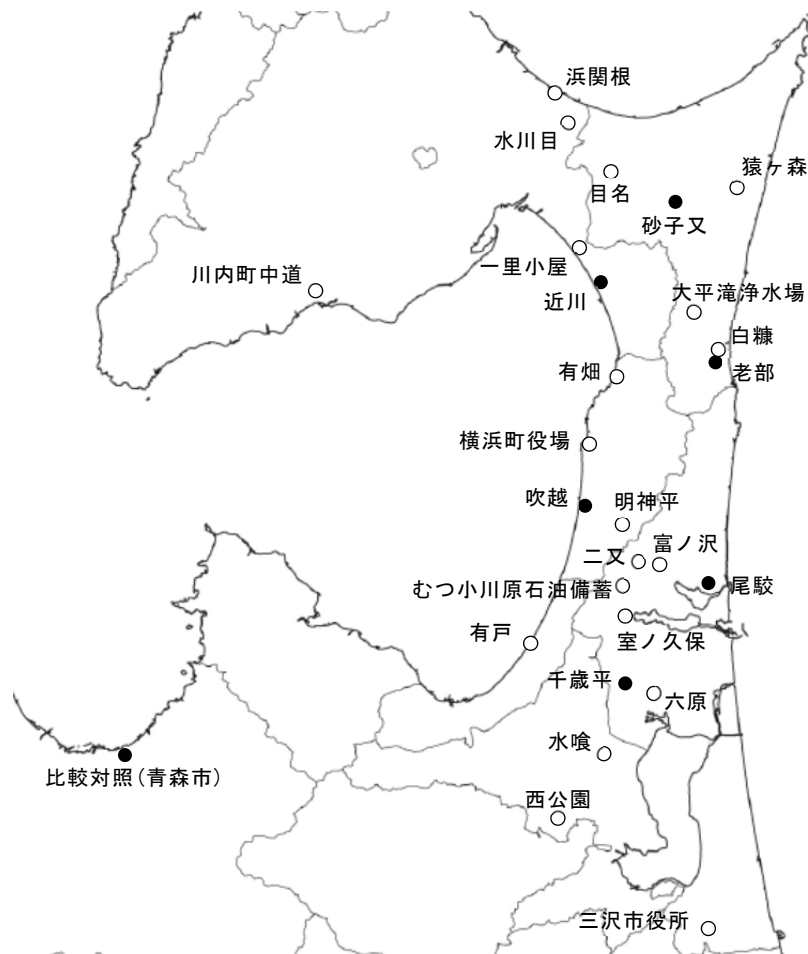 浜関根
水川目
猿ヶ森
目名
砂子又
一里小屋
川内町中道
近川
大平滝浄水場
白糠
有畑
老部
横浜町役場
吹越
明神平
富ノ沢
二又
むつ小川原石油備蓄
尾駮
有戸
室ノ久保
千歳平
六原
水喰
比較対照(青森市)
西公園
三沢市役所